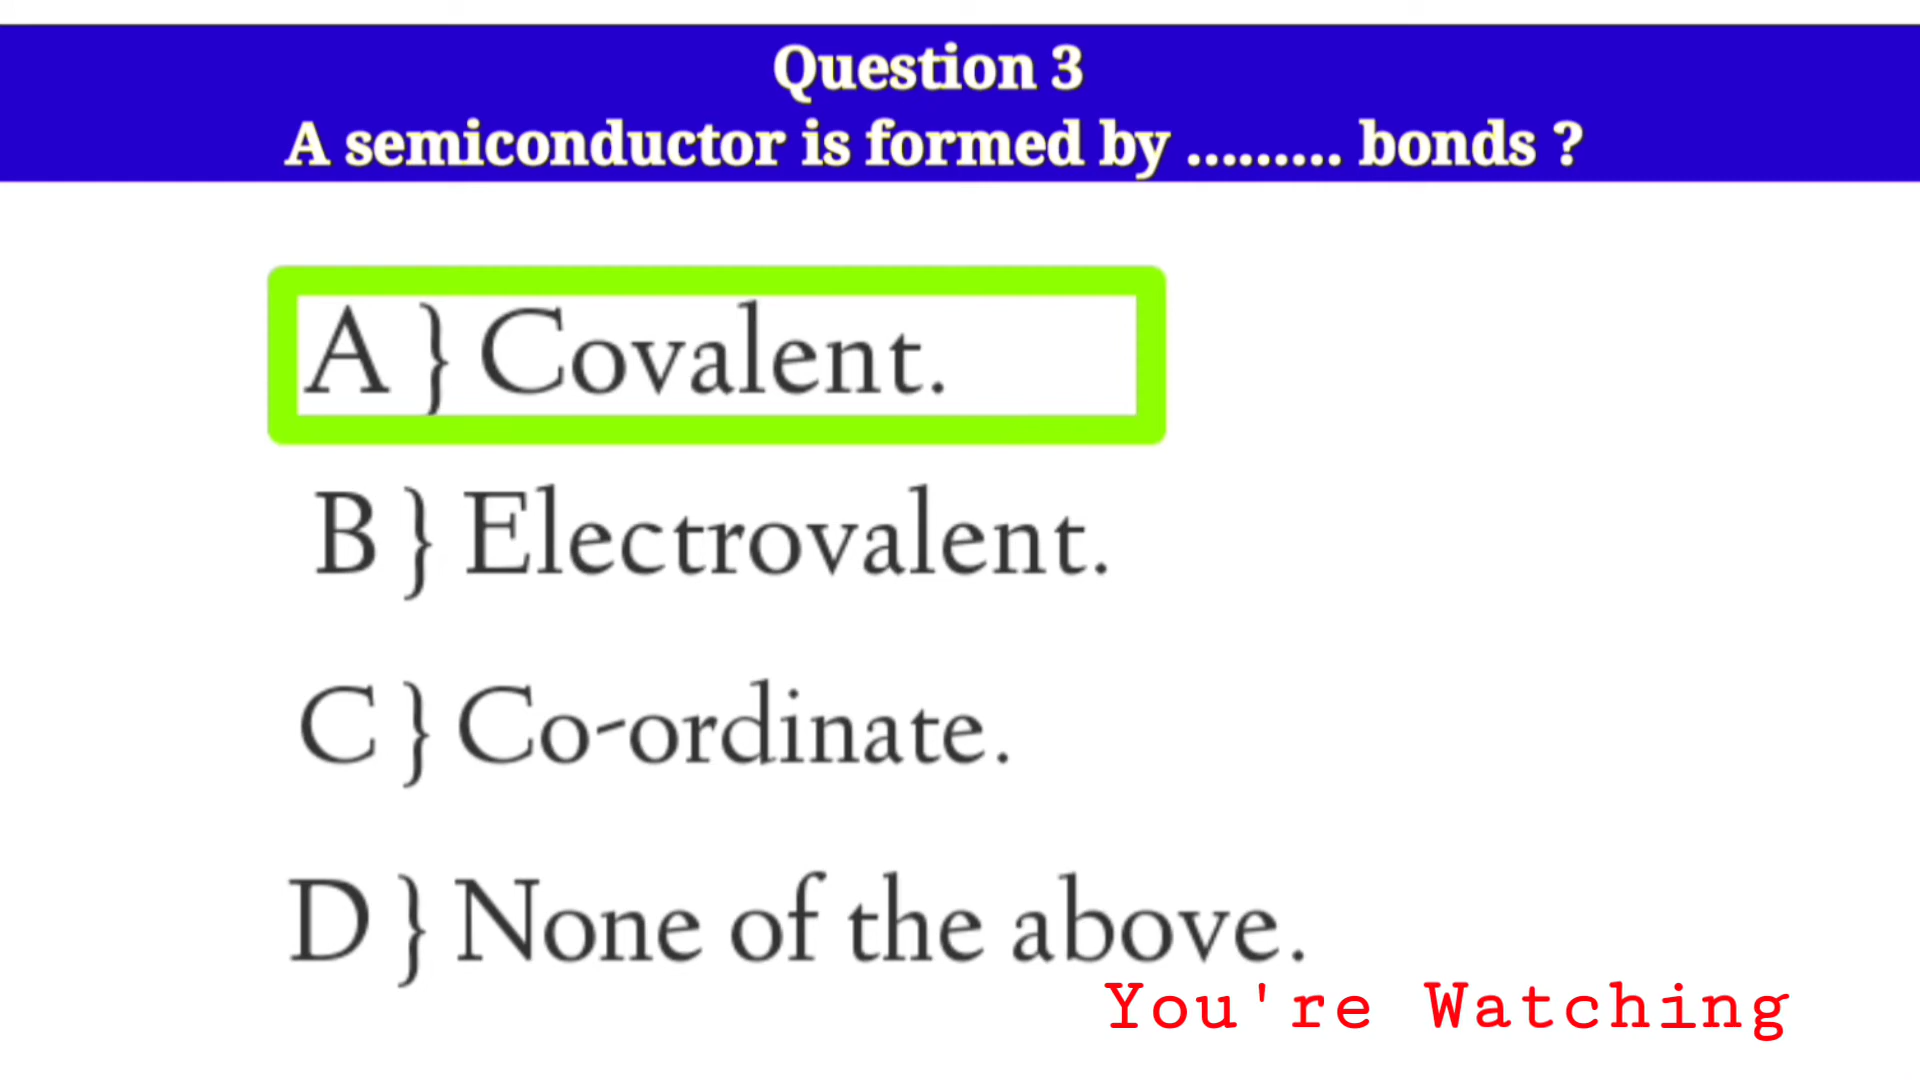 Question 3
A semiconductor is formed by ......... bonds ?
A } Covalent.
B } Electrovalent.
C } Co-ordinate.
D } None of the above.
You're Watching